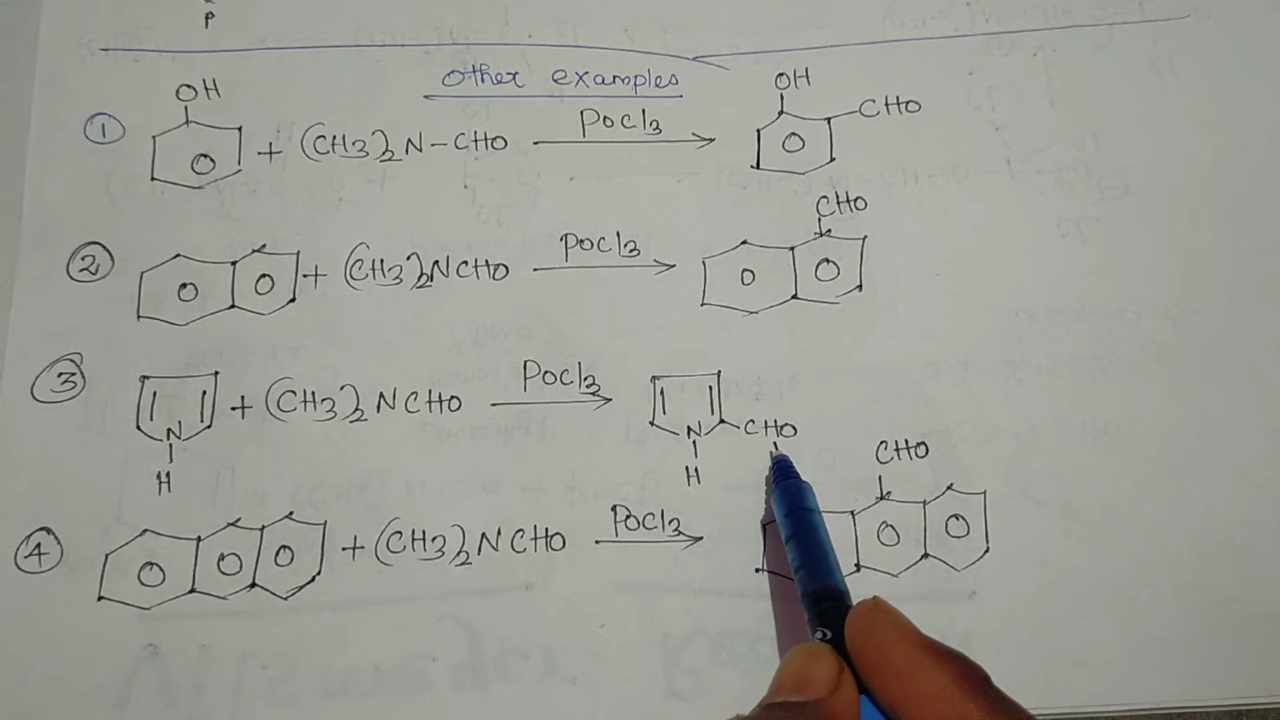 P
Other examples
① OH + (CH3)2N-CHO POCl3 OH CHO
② + (CH3)2NCHO POCl3 CHO
③ N H + (CH3)2NCHO POCl3 N H CHO
④ + (CH3)2NCHO POCl3 CHO